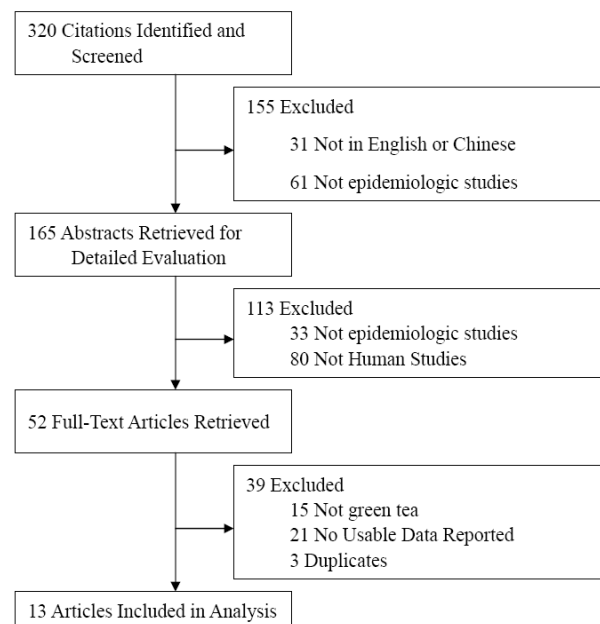 320 Citations Identified and
Screened
155 Excluded
31 Not in English or Chinese
61 Not epidemiologic studies
165 Abstracts Retrieved for
Detailed Evaluation
113 Excluded
33 Not epidemiologic studies
80 Not Human Studies
52 Full-Text Articles Retrieved
39 Excluded
15 Not green tea
21 No Usable Data Reported
3 Duplicates
13 Articles Included in Analysis